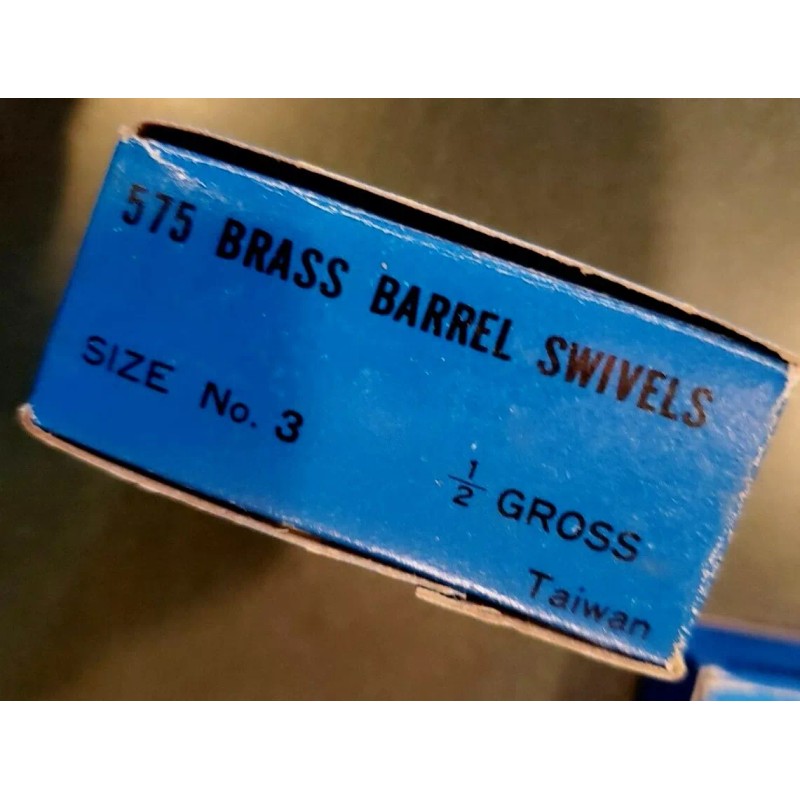 575 BRASS BARREL SWIVELS
SIZE No. 3
½ GROSS
Taiwan